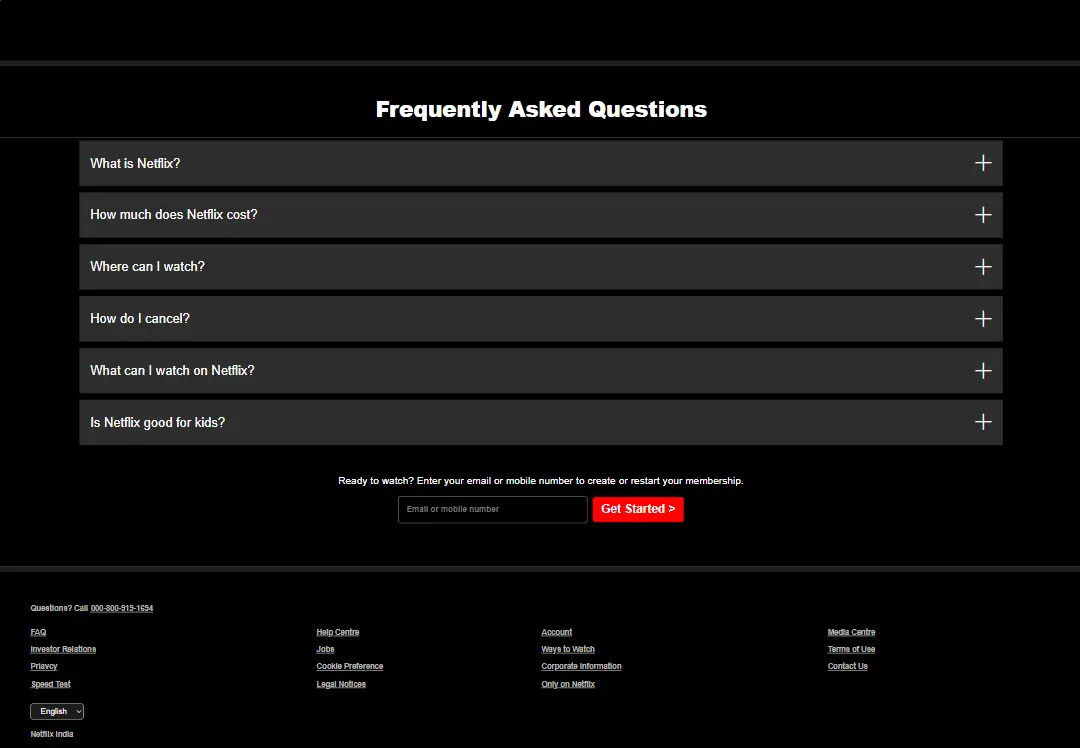 Frequently Asked Questions
What is Netflix?
How much does Netflix cost?
Where can I watch?
How do I cancel?
What can I watch on Netflix?
Is Netflix good for kids?
Ready to watch? Enter your email or mobile number to create or restart your membership.
Email or mobile number Get Started >
Questions? Call 000-800-919-1694
FAQ Help Centre Account Media Centre
Investor Relations Jobs Ways to Watch Terms of Use
Priavcy Cookie Preference Corporate Information Contact Us
Speed Test Legal Notices Only on Netflix
English
Netflix India